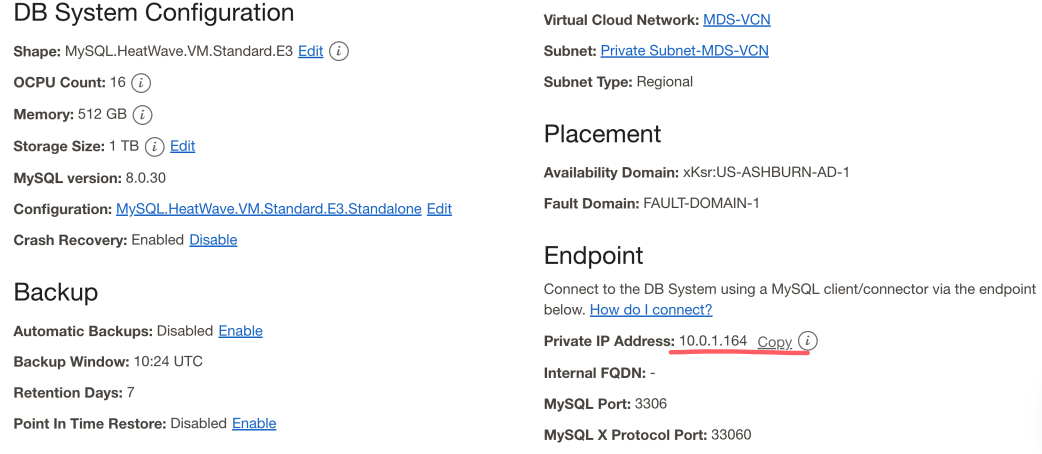 DB System Configuration
Shape: MySQL.HeatWave.VM.Standard.E3 Edit i
OCPU Count: 16 i
Memory: 512 GB i
Storage Size: 1 TB i Edit
MySQL version: 8.0.30
Configuration: MySQL.HeatWave.VM.Standard.E3.Standalone Edit
Crash Recovery: Enabled Disable
Backup
Automatic Backups: Disabled Enable
Backup Window: 10:24 UTC
Retention Days: 7
Point In Time Restore: Disabled Enable
Virtual Cloud Network: MDS-VCN
Subnet: Private Subnet-MDS-VCN
Subnet Type: Regional
Placement
Availability Domain: xKsr:US-ASHBURN-AD-1
Fault Domain: FAULT-DOMAIN-1
Endpoint
Connect to the DB System using a MySQL client/connector via the endpoint
below. How do I connect?
Private IP Address: 10.0.1.164 Copy i
Internal FQDN: -
MySQL Port: 3306
MySQL X Protocol Port: 33060